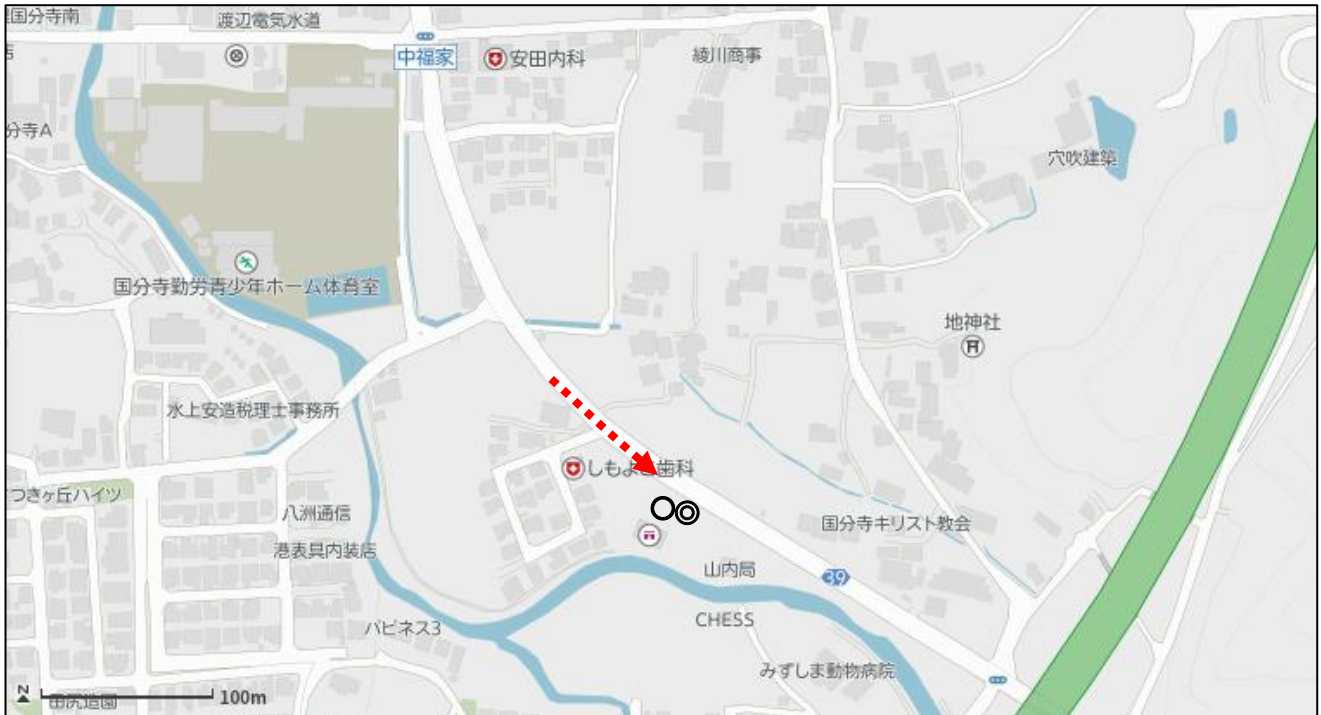 国分寺南
渡辺電気水道
中福家
安田内科
綾川商事
分寺A
穴吹建築
国分寺勤労青少年ホーム体育室
地神社
水上安造税理士事務所
歯科
つきヶ丘ハイツ
八洲通信
国分寺キリスト教会
港表具内装店
山内局
39
CHESS
ハピネス3
みずしま動物病院
N
100m
田尻造園